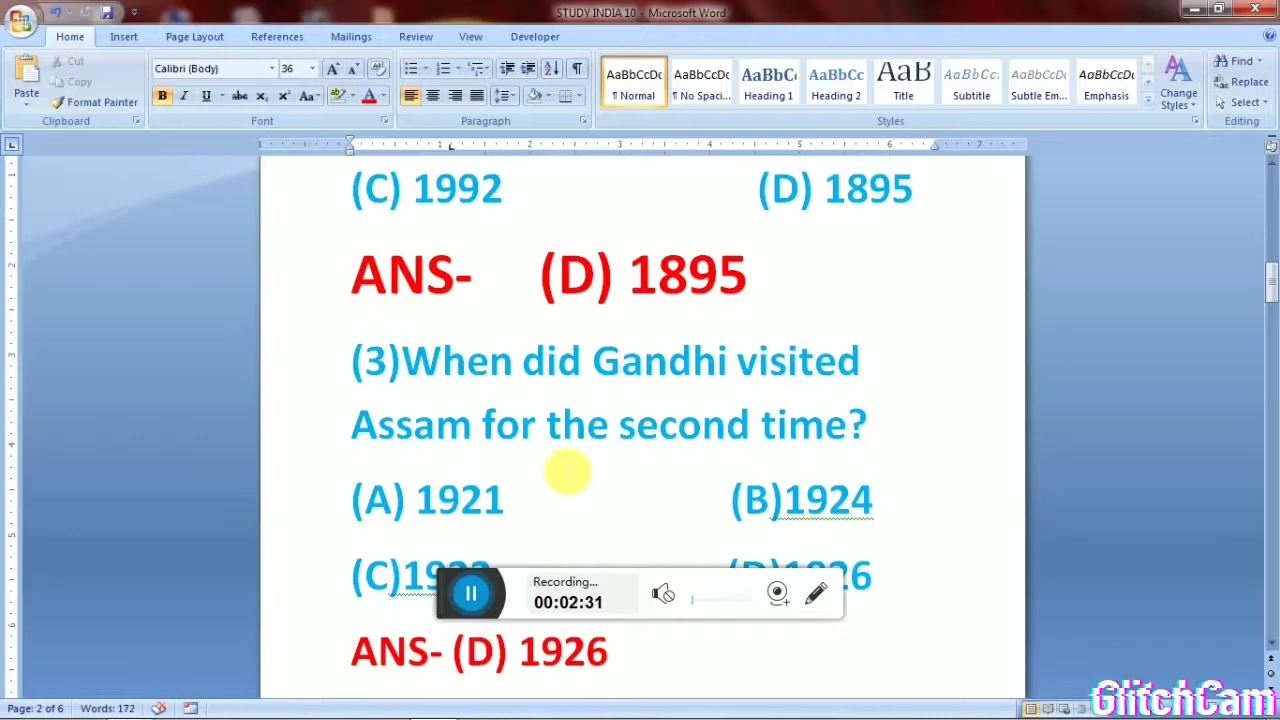 STUDY INDIA 10 - Microsoft Word
Home Insert Page Layout References Mailings Review View Developer
Paste
Cut
Copy
Format Painter
Clipboard
Calibri (Body) 36
Font
Paragraph
AaBbCcDc AaBbCcDc AaBbC AaBbCc AaB AaBbCc. AaBbCcDc AaBbCcDc
¶ Normal ¶ No Spaci... Heading 1 Heading 2 Title Subtitle Subtle Em... Emphasis
Change Styles
Styles
Find
Replace
Select
Editing
(C) 1992 (D) 1895
ANS- (D) 1895
(3)When did Gandhi visited
Assam for the second time?
(A) 1921 (B)1924
ANS- (D) 1926
Recording...
00:02:31
Page: 2 of 6 Words: 172
GlitchCam